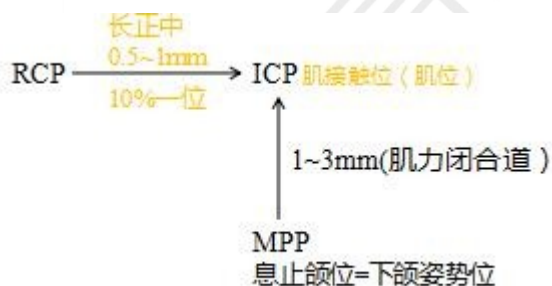 长正中
0.5~1mm
RCP ICP 肌接触位（肌位）
10%一位
1~3mm(肌力闭合道）
MPP
息止颌位=下颌姿势位